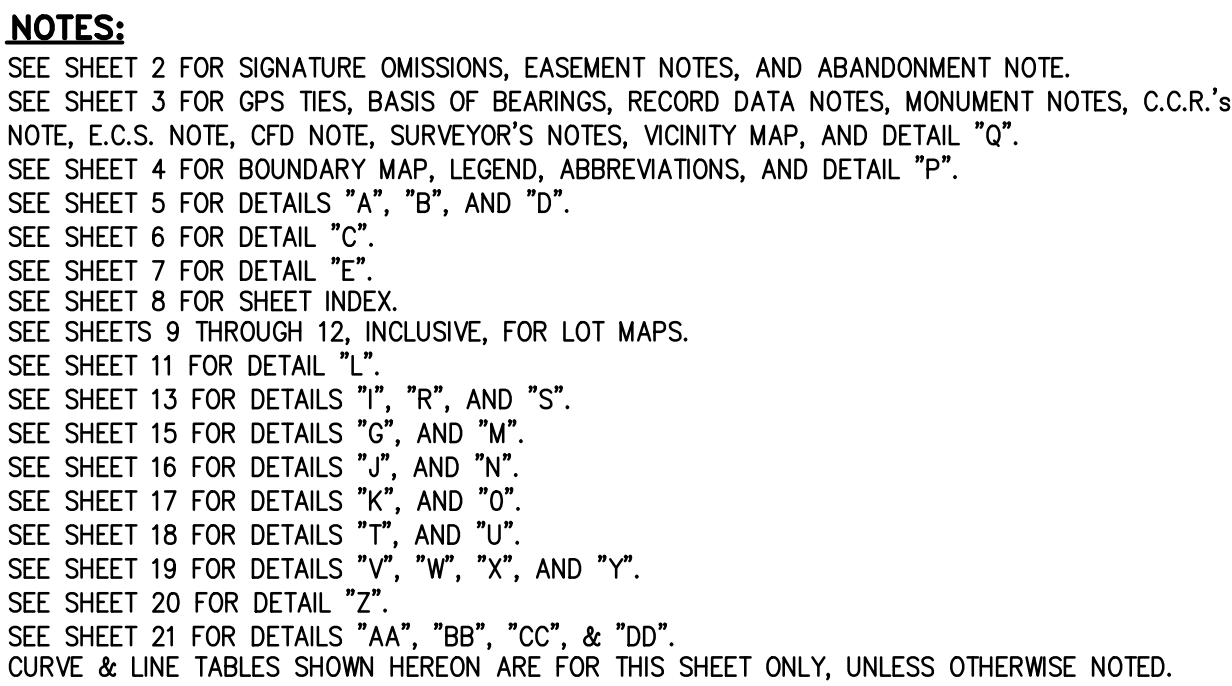 NOTES:
SEE SHEET 2 FOR SIGNATURE OMISSIONS, EASEMENT NOTES, AND ABANDONMENT NOTE.
SEE SHEET 3 FOR GPS TIES, BASIS OF BEARINGS, RECORD DATA NOTES, MONUMENT NOTES, C.C.R.'s
NOTE, E.C.S. NOTE, CFD NOTE, SURVEYOR'S NOTES, VICINITY MAP, AND DETAIL "Q".
SEE SHEET 4 FOR BOUNDARY MAP, LEGEND, ABBREVIATIONS, AND DETAIL "P".
SEE SHEET 5 FOR DETAILS "A", "B", AND "D".
SEE SHEET 6 FOR DETAIL "C".
SEE SHEET 7 FOR DETAIL "E".
SEE SHEET 8 FOR SHEET INDEX.
SEE SHEETS 9 THROUGH 12, INCLUSIVE, FOR LOT MAPS.
SEE SHEET 11 FOR DETAIL "L".
SEE SHEET 13 FOR DETAILS "I", "R", AND "S".
SEE SHEET 15 FOR DETAILS "G", AND "M".
SEE SHEET 16 FOR DETAILS "J", AND "N".
SEE SHEET 17 FOR DETAILS "K", AND "O".
SEE SHEET 18 FOR DETAILS "T", AND "U".
SEE SHEET 19 FOR DETAILS "V", "W", "X", AND "Y".
SEE SHEET 20 FOR DETAIL "Z".
SEE SHEET 21 FOR DETAILS "AA", "BB", "CC", & "DD".
CURVE & LINE TABLES SHOWN HEREON ARE FOR THIS SHEET ONLY, UNLESS OTHERWISE NOTED.